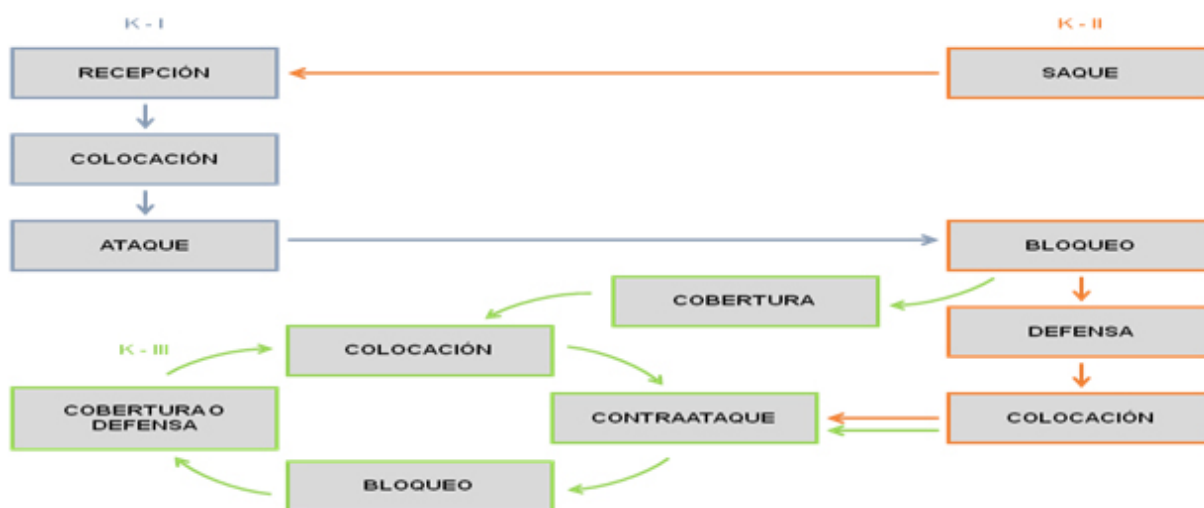 K - I
K - II
RECEPCIÓN
SAQUE
COLOCACIÓN
ATAQUE
BLOQUEO
COBERTURA
DEFENSA
K - III
COLOCACIÓN
COBERTURA O
DEFENSA
CONTRAATAQUE
COLOCACIÓN
BLOQUEO